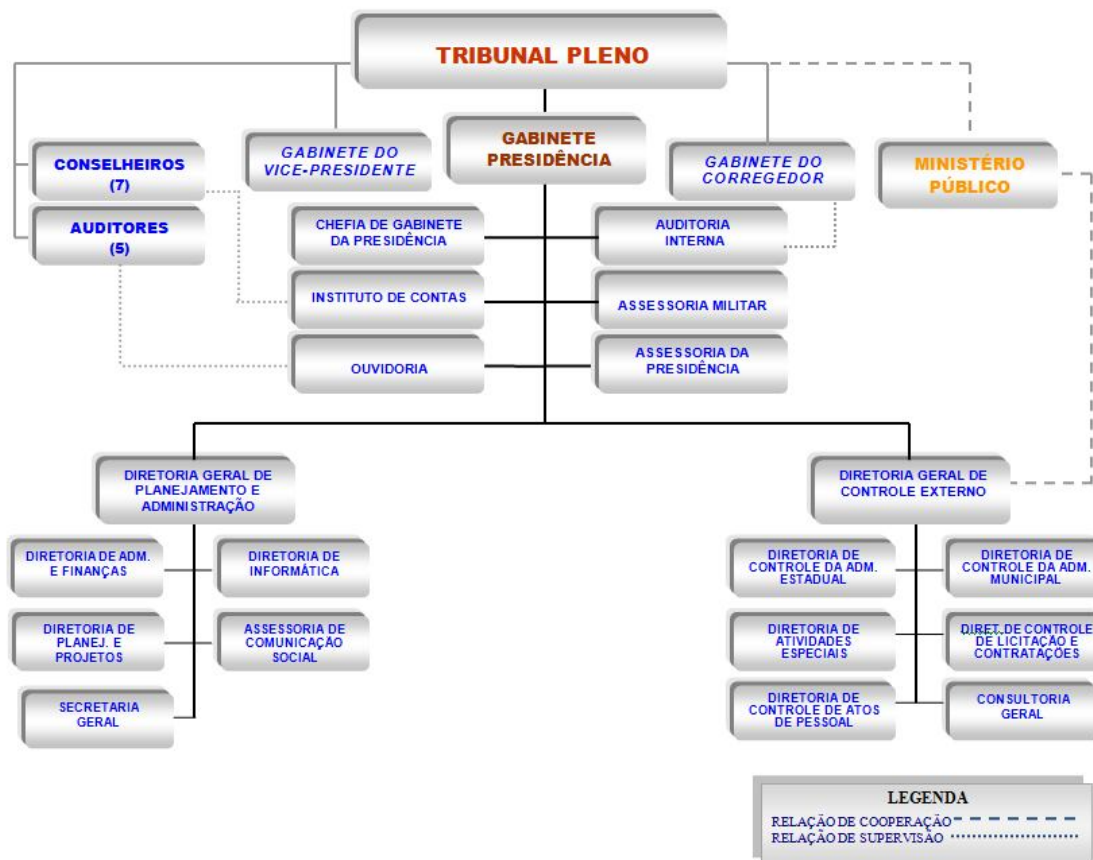 TRIBUNAL PLENO
GABINETE
PRESIDÊNCIA
CONSELHEIROS
(7)
GABINETE DO
VICE-PRESIDENTE
GABINETE DO
CORREGEDOR
MINISTÉRIO
PÚBLICO
AUDITORES
(5)
CHEFIA DE GABINETE
DA PRESIDÊNCIA
AUDITORIA
INTERNA
INSTITUTO DE CONTAS
ASSESSORIA MILITAR
OUVIDORIA
ASSESSORIA DA
PRESIDÊNCIA
DIRETORIA GERAL DE
PLANEJAMENTO E
ADMINISTRAÇÃO
DIRETORIA GERAL DE
CONTROLE EXTERNO
DIRETORIA DE ADM.
E FINANÇAS
DIRETORIA DE
INFORMÁTICA
DIRETORIA DE
CONTROLE DA ADM.
ESTADUAL
DIRETORIA DE
CONTROLE DA ADM.
MUNICIPAL
DIRETORIA DE
PLANEJ. E
PROJETOS
ASSESSORIA DE
COMUNICAÇÃO
SOCIAL
DIRETORIA DE
ATIVIDADES
ESPECIAIS
DIRET. DE CONTROLE
DE LICITAÇÃO E
CONTRATAÇÕES
SECRETARIA
GERAL
DIRETORIA DE
CONTROLE DE ATOS
DE PESSOAL
CONSULTORIA
GERAL
LEGENDA
RELAÇÃO DE COOPERAÇÃO
RELAÇÃO DE SUPERVISÃO